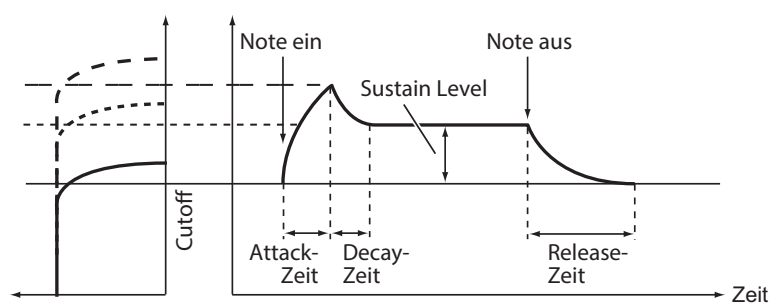 Note ein
Note aus
Sustain Level
Cutoff
Attack-
Zeit
Decay-
Zeit
Release-
Zeit
Zeit